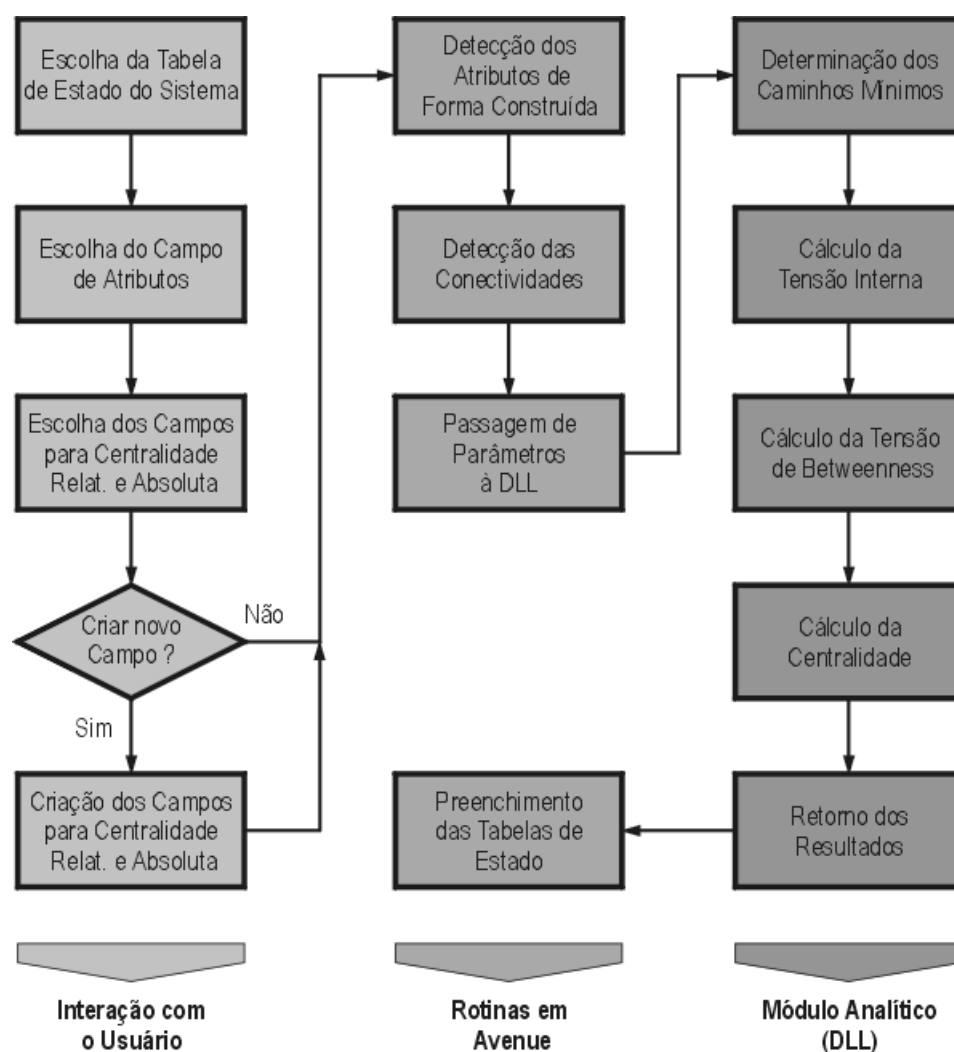 Escolha da Tabela
de Estado do Sistema
Escolha do Campo
de Atributos
Escolha dos Campos
para Centralidade
Relat. e Absoluta
Criar novo
Campo ?
Não
Sim
Criação dos Campos
para Centralidade
Relat. e Absoluta
Interação com
o Usuário
Detecção dos
Atributos de
Forma Construída
Detecção das
Conectividades
Passagem de
Parâmetros
à DLL
Preenchimento
das Tabelas de
Estado
Rotinas em
Avenue
Determinação dos
Caminhos Mínimos
Cálculo da
Tensão Interna
Cálculo da Tensão
de Betweenness
Cálculo da
Centralidade
Retorno dos
Resultados
Módulo Analítico
(DLL)